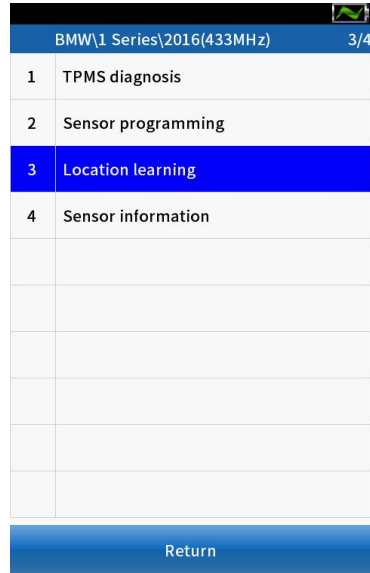 BMW\1 Series\2016(433MHz) 3/4
1 TPMS diagnosis
2 Sensor programming
3 Location learning
4 Sensor information
Return